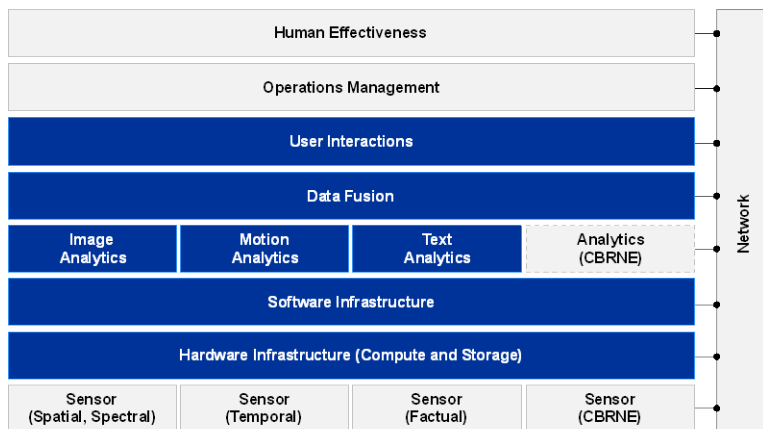 Human Effectiveness
Operations Management
User Interactions
Data Fusion
Image
Analytics
Motion
Analytics
Text
Analytics
Analytics
(CBRNE)
Software Infrastructure
Hardware Infrastructure (Compute and Storage)
Sensor
(Spatial, Spectral)
Sensor
(Temporal)
Sensor
(Factual)
Sensor
(CBRNE)
Network